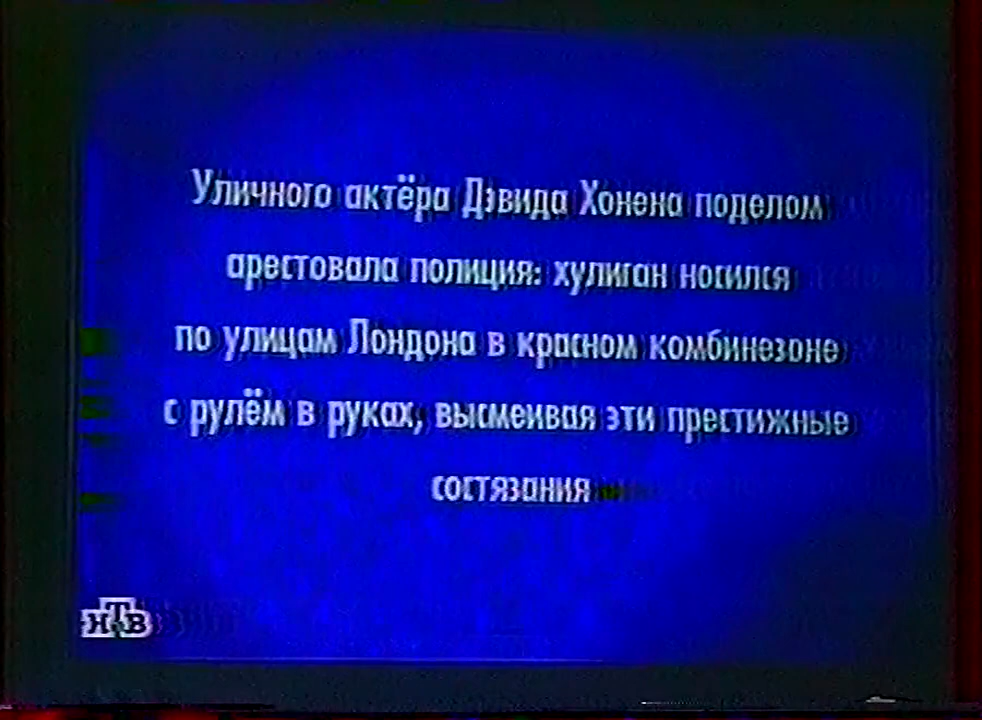 Уличного актёра Дэвида Хонена поделом
арестовала полиция: хулиган носился
по улицам Лондона в красном комбинезоне
с рулём в руках, высмеивая эти престижные
состязания
НТВ